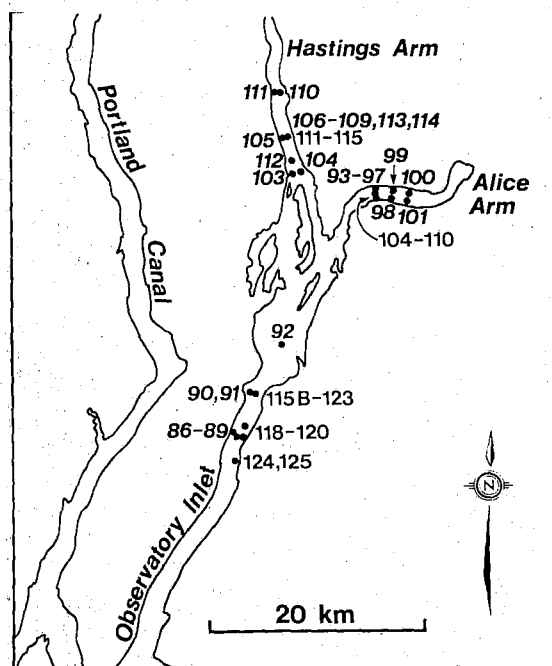 Hastings Arm
111 110
106-109,113,114
105 111-115
99
112 104 93-97 100
103
Alice
Arm
98 101
104-110
Portland
Canal
92
90,91 115B-123
86-89 118-120
124,125
Observatory Inlet
N
20 km